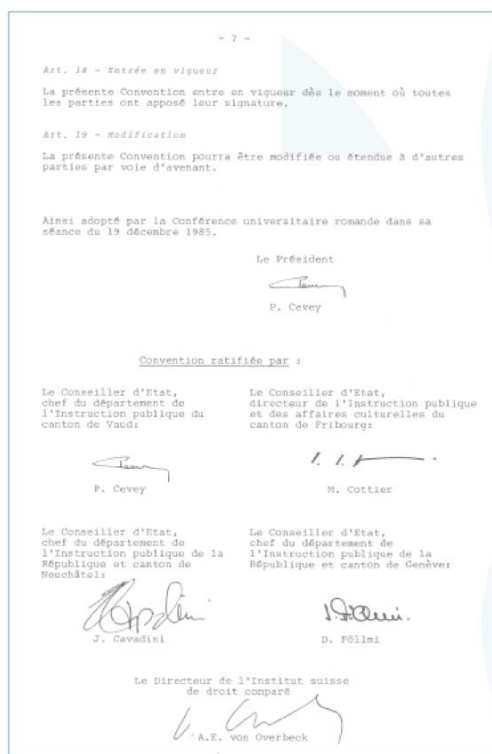 - 7 -
Art. 18 - Entrée en vigueur
La présente Convention entre en vigueur dès le moment où toutes
les parties ont apposé leur signature.
Art. 19 - Modification
La présente Convention pourra être modifiée ou étendue à d'autres
parties par voie d'avenant.
Ainsi adopté par la Conférence universitaire romande dans sa
séance du 19 décembre 1985.
Le Président
P. Cevey
Convention ratifiée par :
Le Conseiller d'Etat,
chef du département de
l'Instruction publique du
canton de Vaud:
P. Cevey
Le Conseiller d'Etat,
directeur de l'Instruction publique
et des affaires culturelles du
canton de Fribourg:
M. Cottier
Le Conseiller d'Etat,
chef du département de
l'Instruction publique de la
République et canton de
Neuchâtel:
J. Cavadini
Le Conseiller d'Etat,
chef du département de
l'Instruction publique de la
République et canton de Genève:
D. Föllmi
Le Directeur de l'Institut suisse
de droit comparé
A.E. von Overbeck